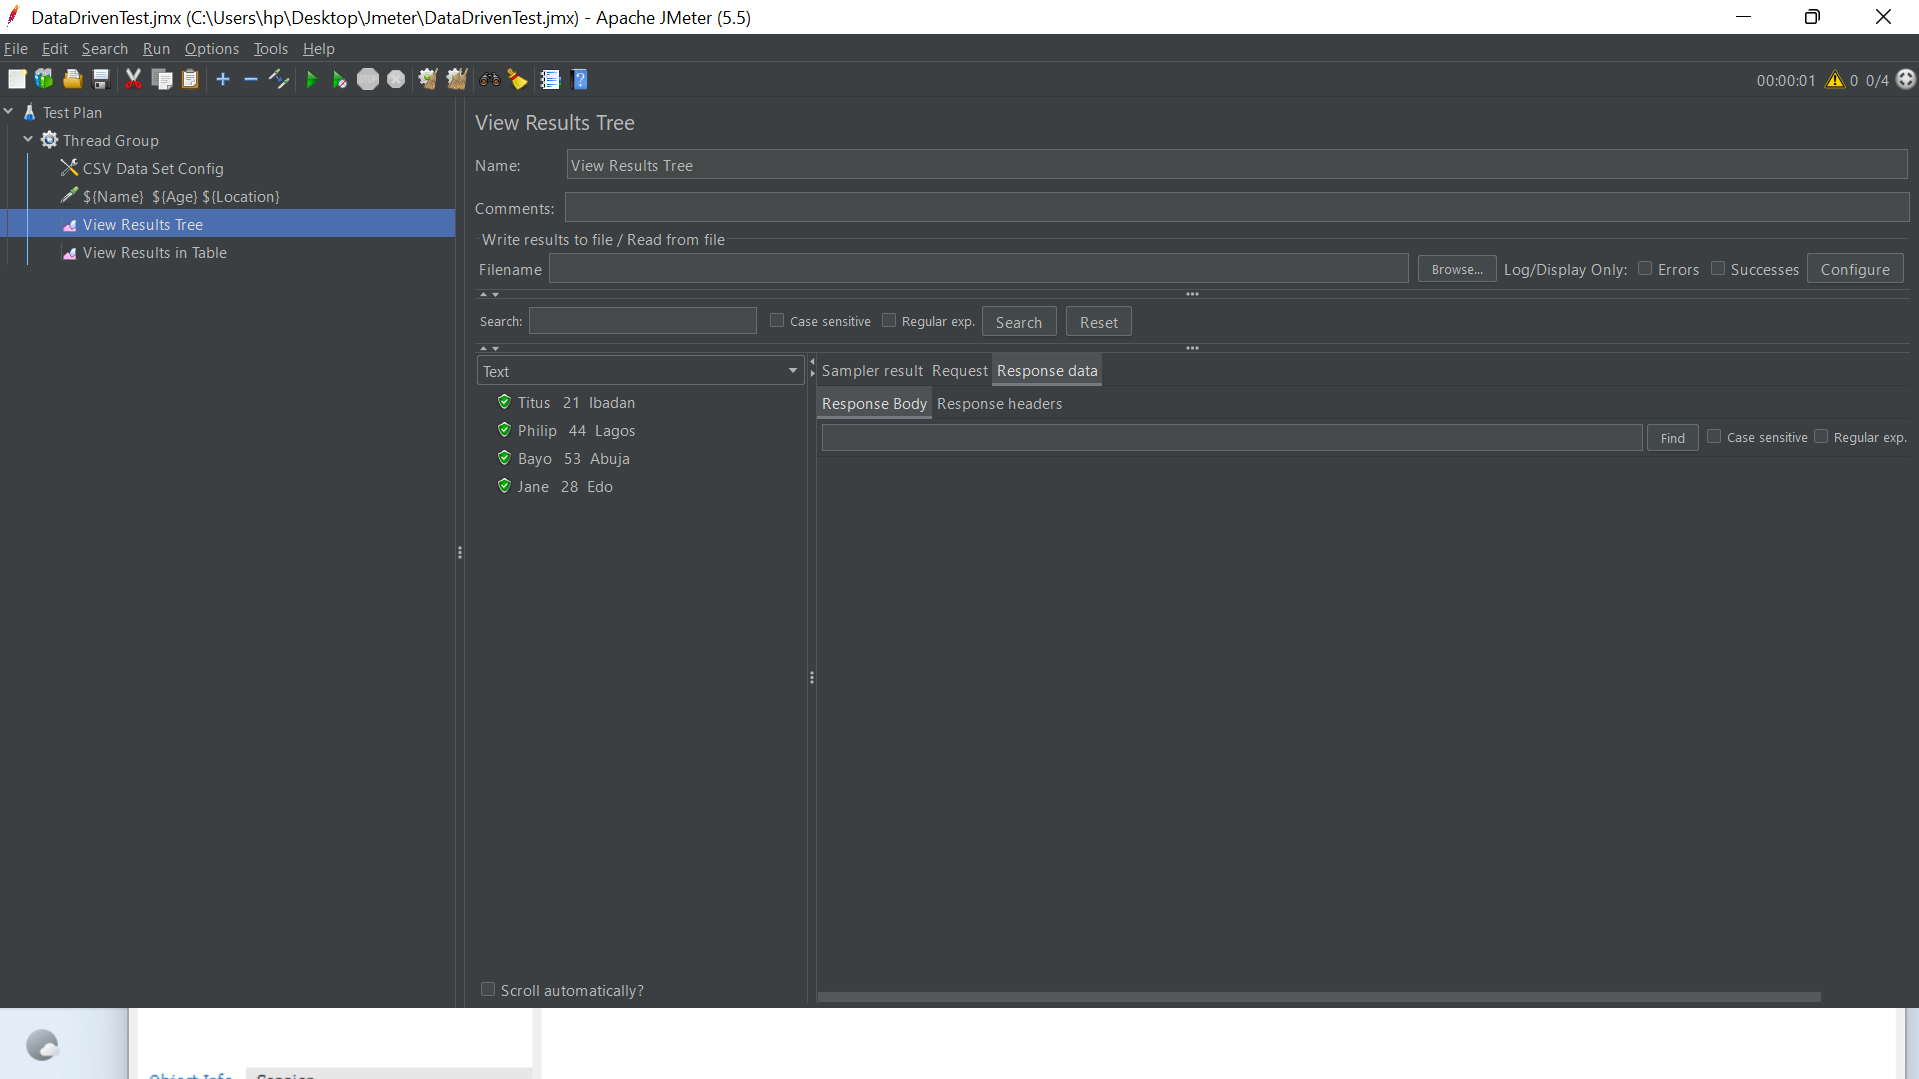 DataDrivenTest.jmx (C:\Users\hp\Desktop\Jmeter\DataDrivenTest.jmx) - Apache JMeter (5.5)
File Edit Search Run Options Tools Help
00:00:01 0 0/4
Test Plan
Thread Group
CSV Data Set Config
${Name} ${Age} ${Location}
View Results Tree
View Results in Table
View Results Tree
Name: View Results Tree
Comments:
Write results to file / Read from file
Filename Browse... Log/Display Only: Errors Successes Configure
Search: Case sensitive Regular exp. Search Reset
Text
Titus 21 Ibadan
Philip 44 Lagos
Bayo 53 Abuja
Jane 28 Edo
Scroll automatically?
Sampler result Request Response data
Response Body Response headers
Find Case sensitive Regular exp.
Object Info Session